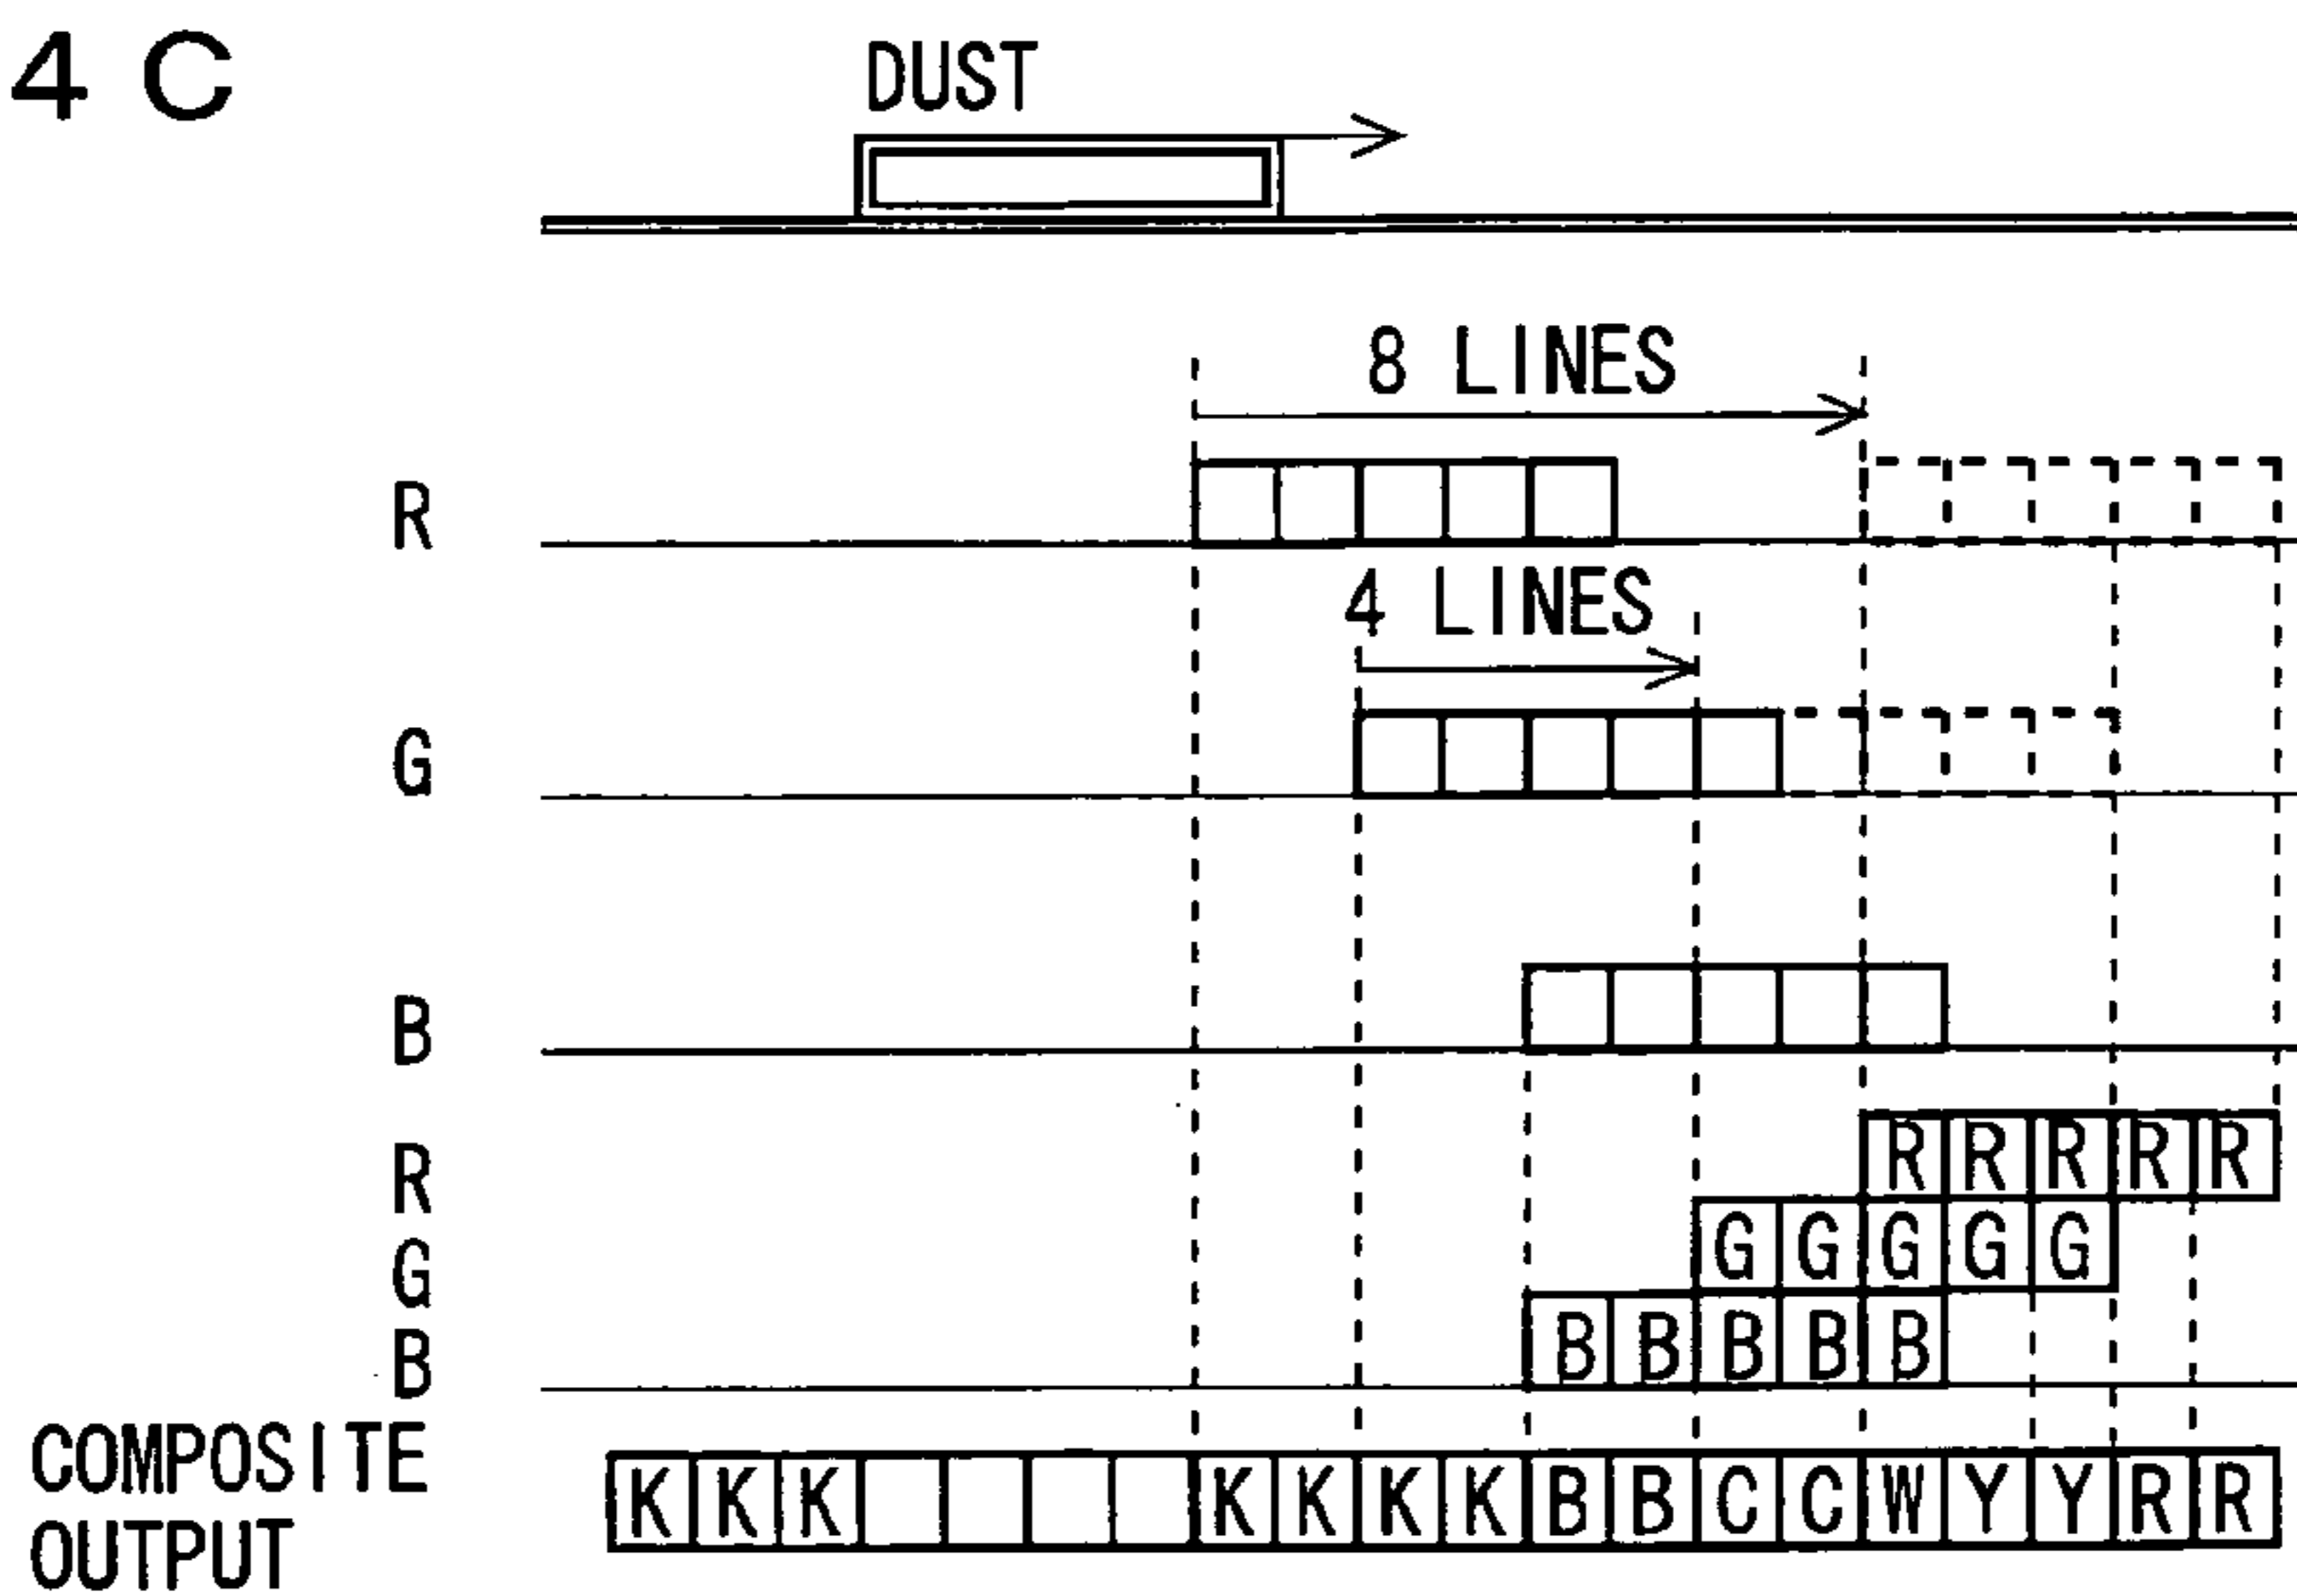 4 C
DUST
8 LINES
R
4 LINES
G
B
R R R R R R
G G G G G G
B B B B B B
COMPOSITE OUTPUT
K K K K K K K B B C C W Y Y R R